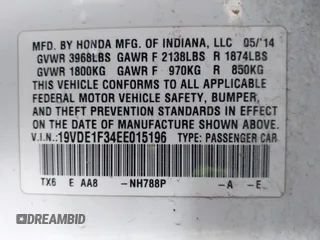 MFD. BY HONDA MFG. OF INDIANA, LLC 05/'14
GVWR 3968LBS GAWR F 2138LBS R 1874LBS
GVWR 1800KG GAWR F 970KG R 850KG
THIS VEHICLE CONFORMS TO ALL APPLICABLE
FEDERAL MOTOR VEHICLE SAFETY, BUMPER,
AND THEFT PREVENTION STANDARDS IN EFFECT ON
THE DATE OF MANUFACTURE SHOWN ABOVE.
V.I.N.:19VDE1F34EE015196 TYPE: PASSENGER CAR
TX6 E AA8 -NH788P -A -E
DREAMBID